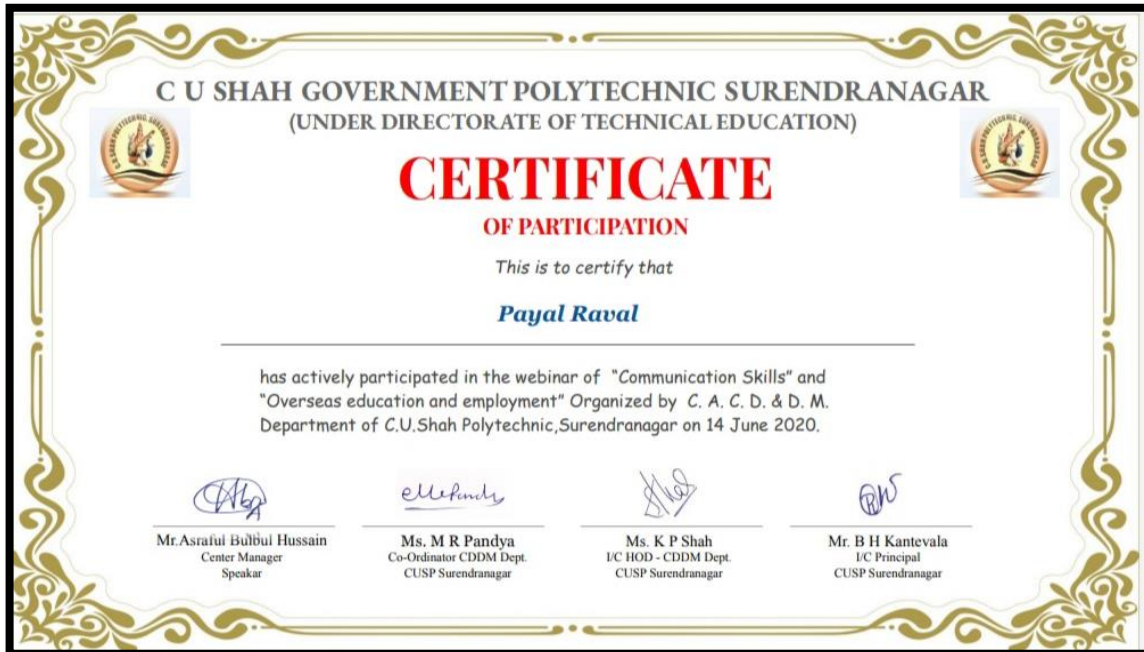 C U SHAH GOVERNMENT POLYTECHNIC SURENDRANAGAR
(UNDER DIRECTORATE OF TECHNICAL EDUCATION)
CERTIFICATE
OF PARTICIPATION
This is to certify that
Payal Raval
has actively participated in the webinar of "Communication Skills" and
"Overseas education and employment" Organized by C. A. C. D. & D. M.
Department of C.U.Shah Polytechnic,Surendranagar on 14 June 2020.
Mr.Asraful Bulbul Hussain
Center Manager
Speakar
Ms. M R Pandya
Co-Ordinator CDDM Dept.
CUSP Surendranagar
Ms. K P Shah
I/C HOD - CDDM Dept.
CUSP Surendranagar
Mr. B H Kantevala
I/C Principal
CUSP Surendranagar